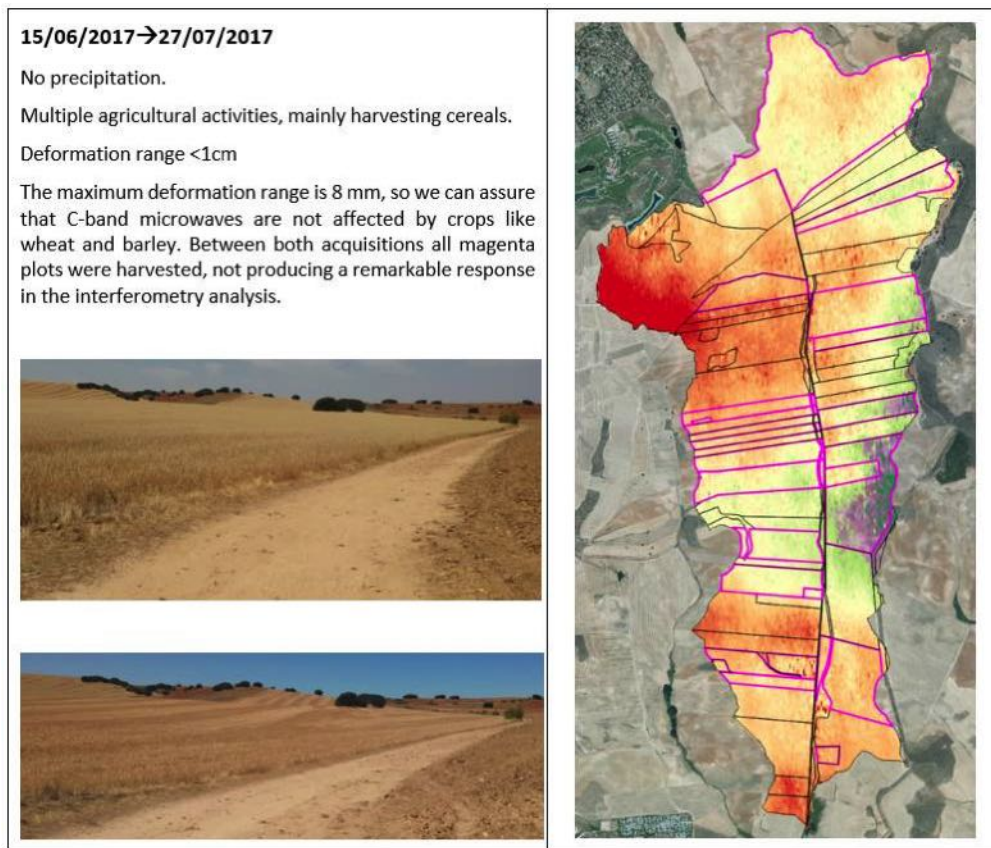 15/06/2017→27/07/2017
No precipitation.
Multiple agricultural activities, mainly harvesting cereals.
Deformation range <1cm
The maximum deformation range is 8 mm, so we can assure
that C-band microwaves are not affected by crops like
wheat and barley. Between both acquisitions all magenta
plots were harvested, not producing a remarkable response
in the interferometry analysis.